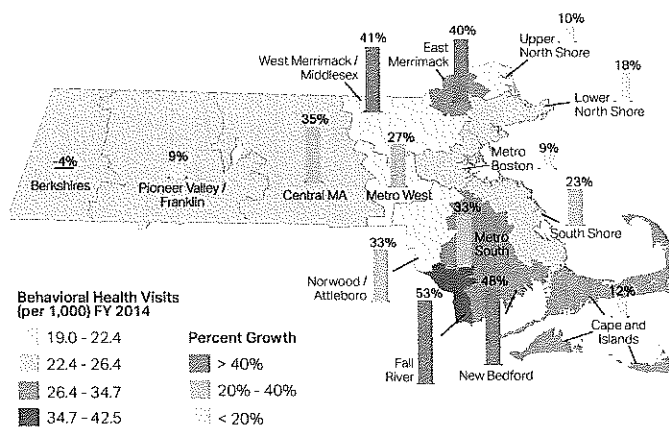 10%
41%
40%
Upper
North Shore
West Merrimack /
Middlesex
East
Merrimack
18%
Lower
North Shore
35%
27%
9%
Metro
Boston
-4%
Berkshires
9%
Pioneer Valley /
Franklin
Central MA
Metro West
23%
South Shore
33%
Metro
South
33%
Norwood /
Attleboro
53%
48%
12%
Cape and
Islands
Fall
River
New Bedford
Behavioral Health Visits
(per 1,000) FY 2014
19.0 - 22.4
22.4 - 26.4
26.4 - 34.7
34.7 - 42.5
Percent Growth
> 40%
20% - 40%
< 20%